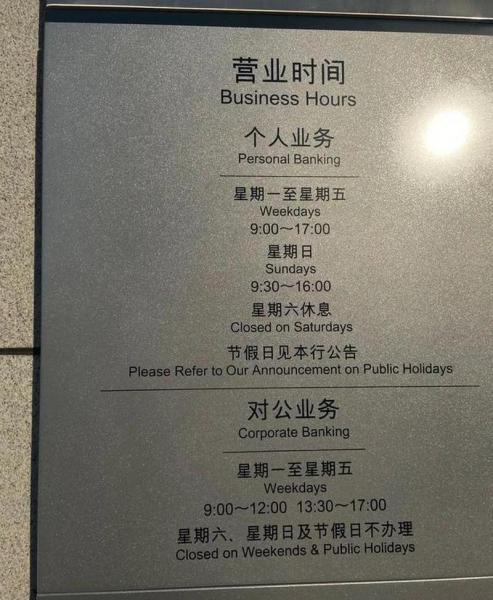 营业时间
Business Hours
个人业务
Personal Banking
星期一至星期五
Weekdays
9:00～17:00
星期日
Sundays
9:30～16:00
星期六休息
Closed on Saturdays
节假日见本行公告
Please Refer to Our Announcement on Public Holidays
对公业务
Corporate Banking
星期一至星期五
Weekdays
9:00～12:00 13:30～17:00
星期六、星期日及节假日不办理
Closed on Weekends & Public Holidays